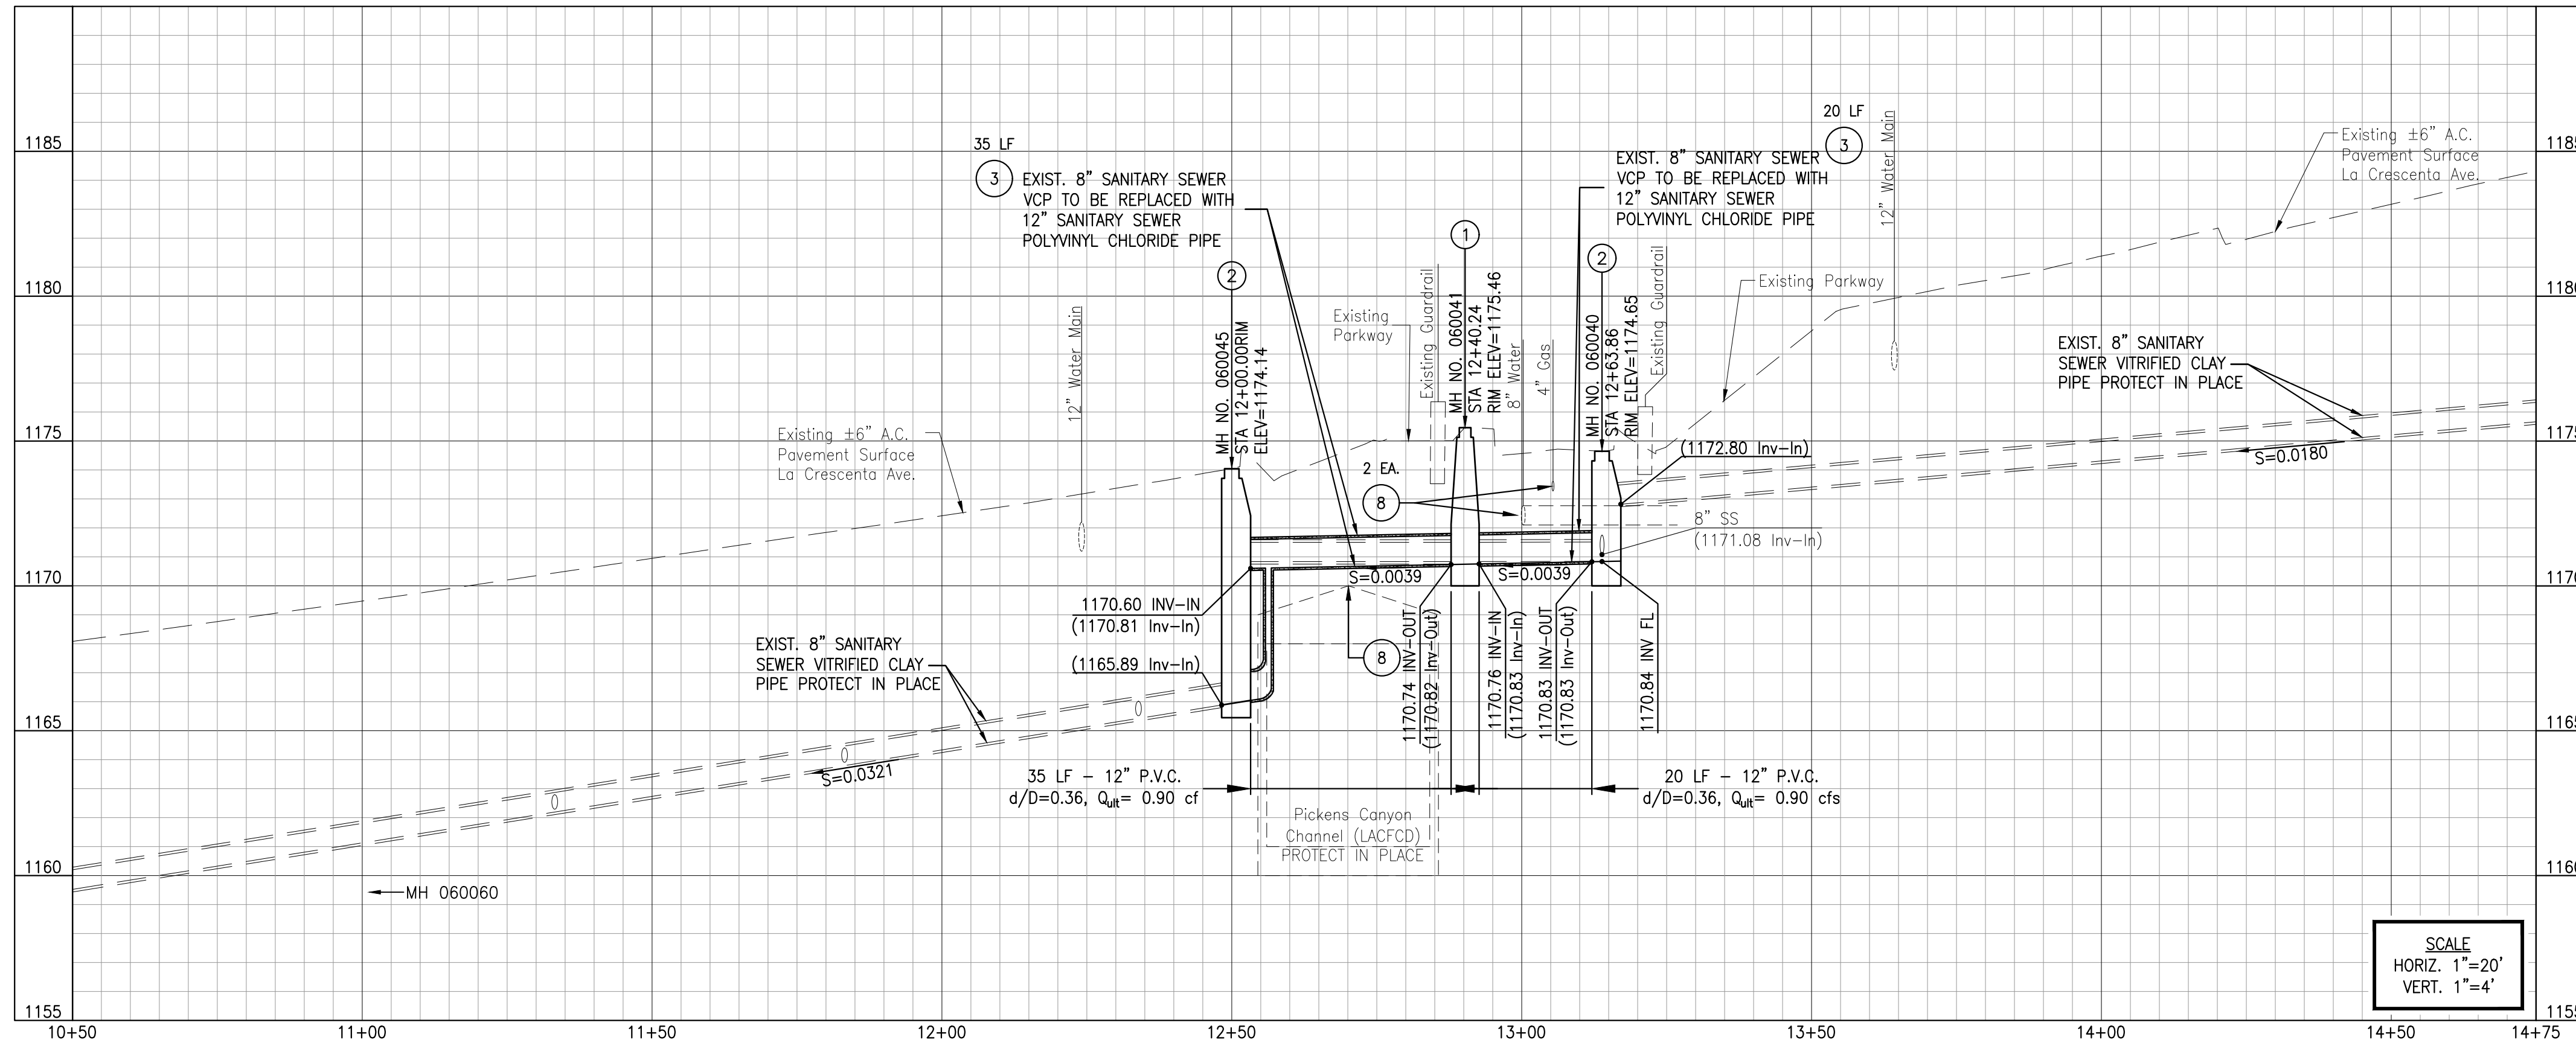 1185
1180
1175
1170
1165
1160
1155
10+50
11+00
11+50
12+00
12+50
13+00
13+50
14+00
14+50
14+75
35 LF
3
EXIST. 8" SANITARY SEWER
VCP TO BE REPLACED WITH
12" SANITARY SEWER
POLYVINYL CHLORIDE PIPE
20 LF
3
EXIST. 8" SANITARY SEWER
VCP TO BE REPLACED WITH
12" SANITARY SEWER
POLYVINYL CHLORIDE PIPE
12" Water Main
Existing ±6" A.C.
Pavement Surface
La Crescenta Ave.
1
2
2
12" Water Main
MH NO. 060045
STA 12+00.00RIM
ELEV=1174.14
Existing
Parkway
Existing Guardrail
MH NO. 060041
STA 12+40.24
RIM ELEV=1175.46
8" Water
4" Gas
MH NO. 060040
STA 12+63.86
RIM ELEV=1174.65
Existing Guardrail
Existing Parkway
EXIST. 8" SANITARY
SEWER VITRIFIED CLAY
PIPE PROTECT IN PLACE
S=0.0180
Existing ±6" A.C.
Pavement Surface
La Crescenta Ave.
2 EA.
8
(1172.80 Inv-In)
8" SS
(1171.08 Inv-In)
S=0.0039
S=0.0039
1170.60 INV-IN
(1170.81 Inv-In)
(1165.89 Inv-In)
8
1170.74 INV-OUT
(1170.82 Inv-Out)
1170.76 INV-IN
(1170.83 Inv-In)
1170.83 INV-OUT
(1170.83 Inv-Out)
1170.84 INV FL
EXIST. 8" SANITARY
SEWER VITRIFIED CLAY
PIPE PROTECT IN PLACE
S=0.0321
35 LF - 12" P.V.C.
d/D=0.36, Qult= 0.90 cf
20 LF - 12" P.V.C.
d/D=0.36, Qult= 0.90 cfs
Pickens Canyon
Channel (LACFCD)
PROTECT IN PLACE
MH 060060
SCALE
HORIZ. 1"=20'
VERT. 1"=4'